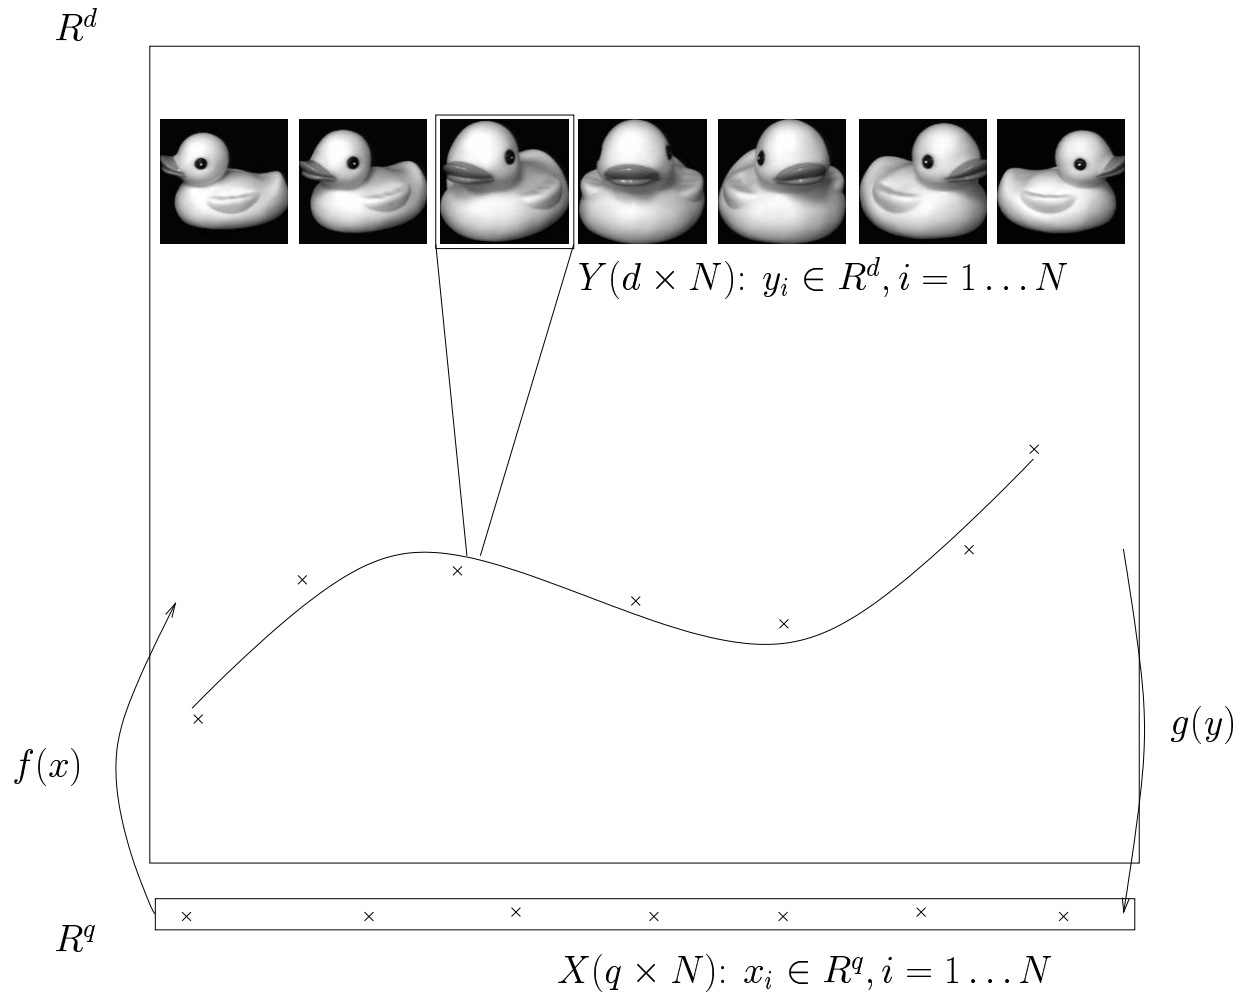 R^d
Y(d × N): y_i ∈ R^d, i = 1 … N
f(x)
g(y)
R^q
X(q × N): x_i ∈ R^q, i = 1 … N